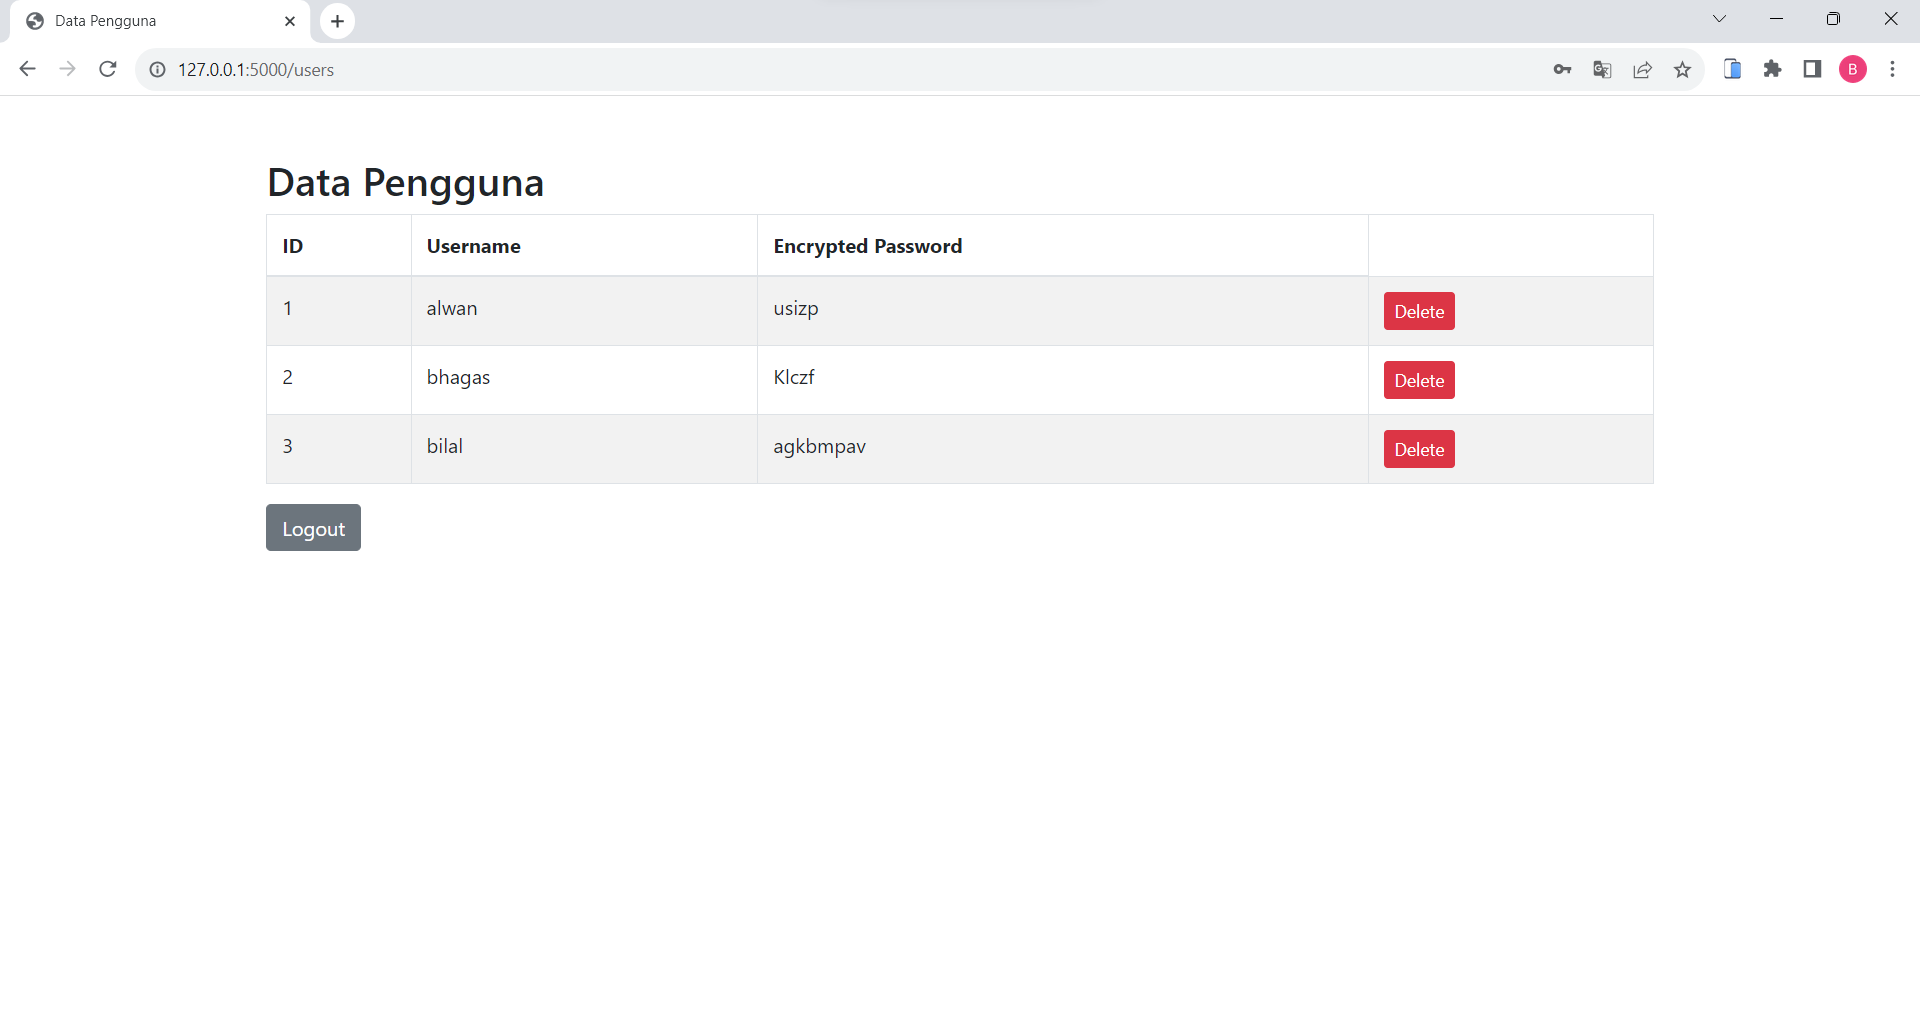 Data Pengguna
127.0.0.1:5000/users
B
Data Pengguna
ID Username Encrypted Password
1 alwan usizp Delete
2 bhagas Klczf Delete
3 bilal agkbmpav Delete
Logout